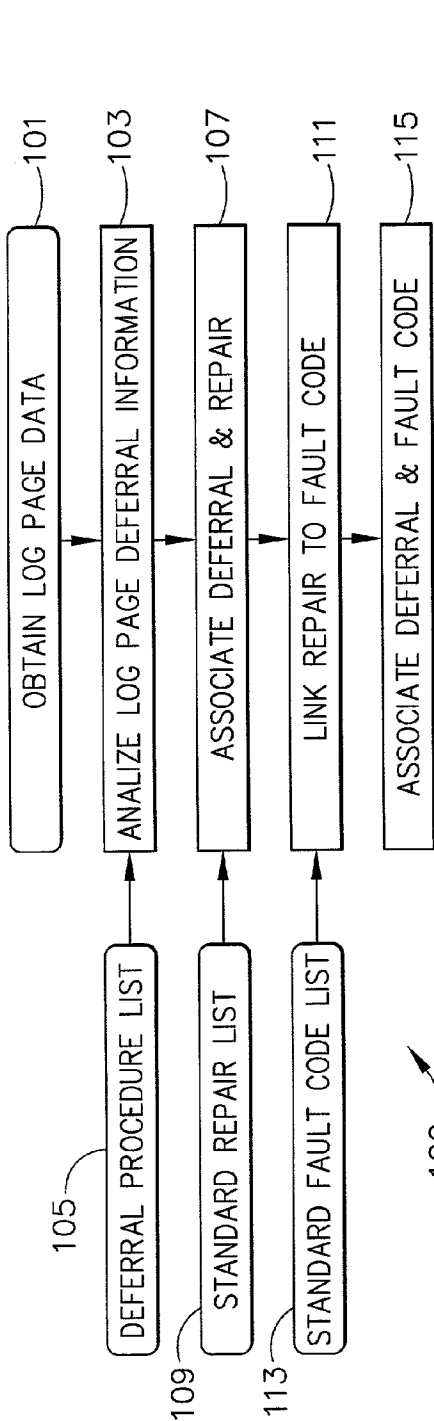 OBTAIN LOG PAGE DATA
101
DEFERRAL PROCEDURE LIST
105
ANALIZE LOG PAGE DEFERRAL INFORMATION
103
STANDARD REPAIR LIST
109
ASSOCIATE DEFERRAL & REPAIR
107
STANDARD FAULT CODE LIST
113
LINK REPAIR TO FAULT CODE
111
ASSOCIATE DEFERRAL & FAULT CODE
115